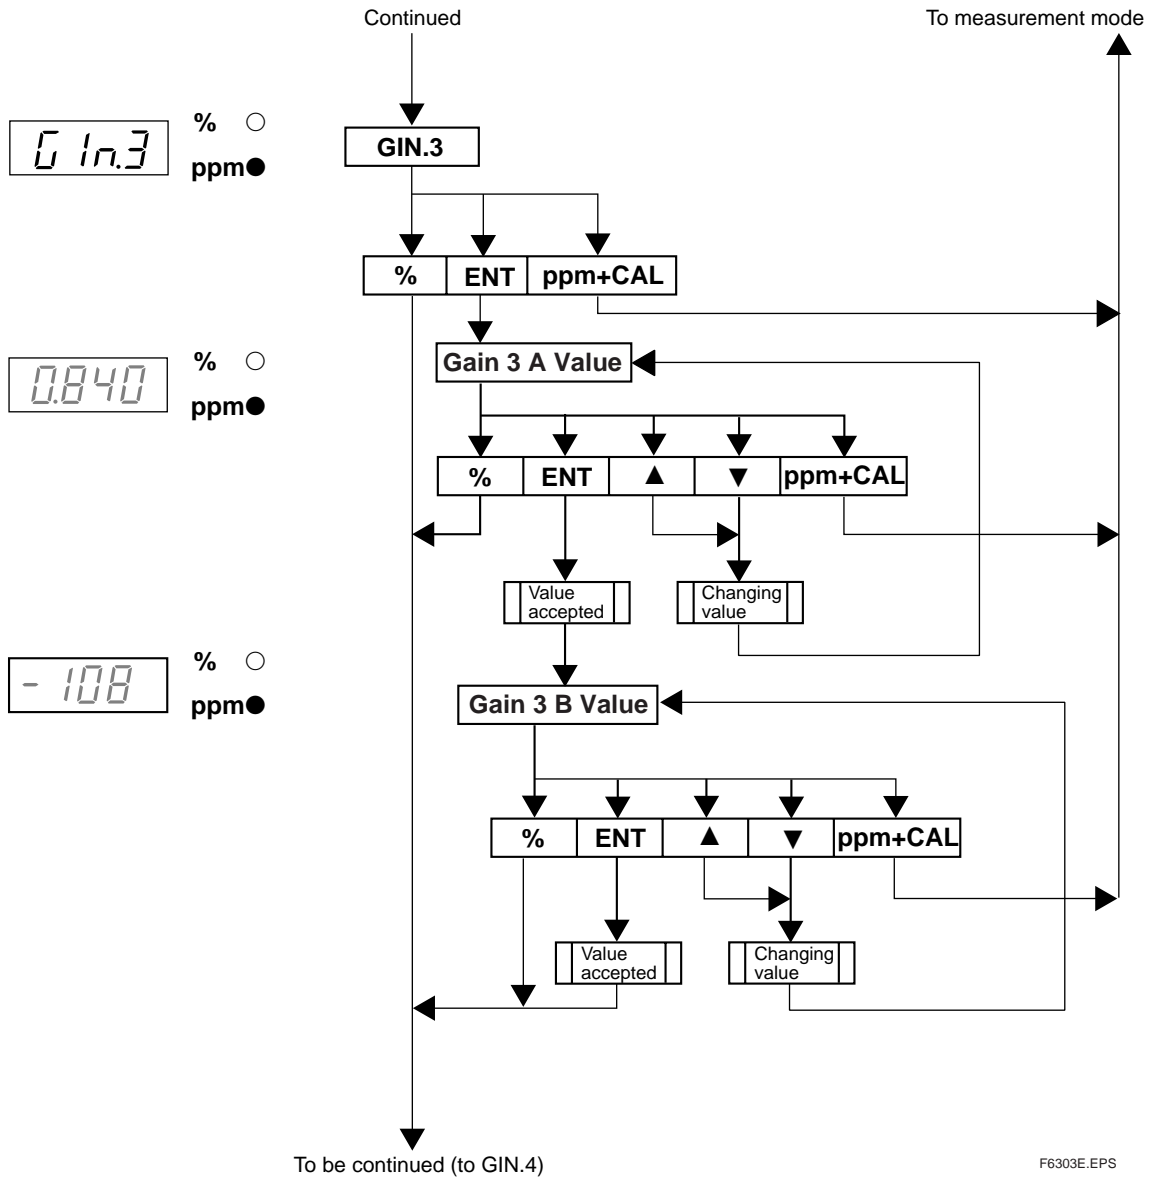 Continued
To measurement mode
GIn.3
%
ppm
GIN.3
% ENT ppm+CAL
0.840
%
ppm
Gain 3 A Value
% ENT ▲ ▼ ppm+CAL
Value
accepted
Changing
value
- 108
%
ppm
Gain 3 B Value
% ENT ▲ ▼ ppm+CAL
Value
accepted
Changing
value
To be continued (to GIN.4)
F6303E.EPS